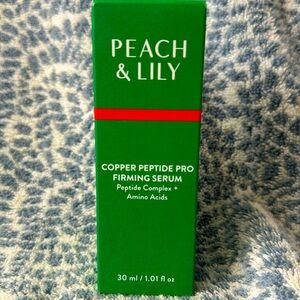 PEACH
& LILY
COPPER PEPTIDE PRO
FIRMING SERUM
Peptide Complex +
Amino Acids
30 ml / 1.01 fl oz